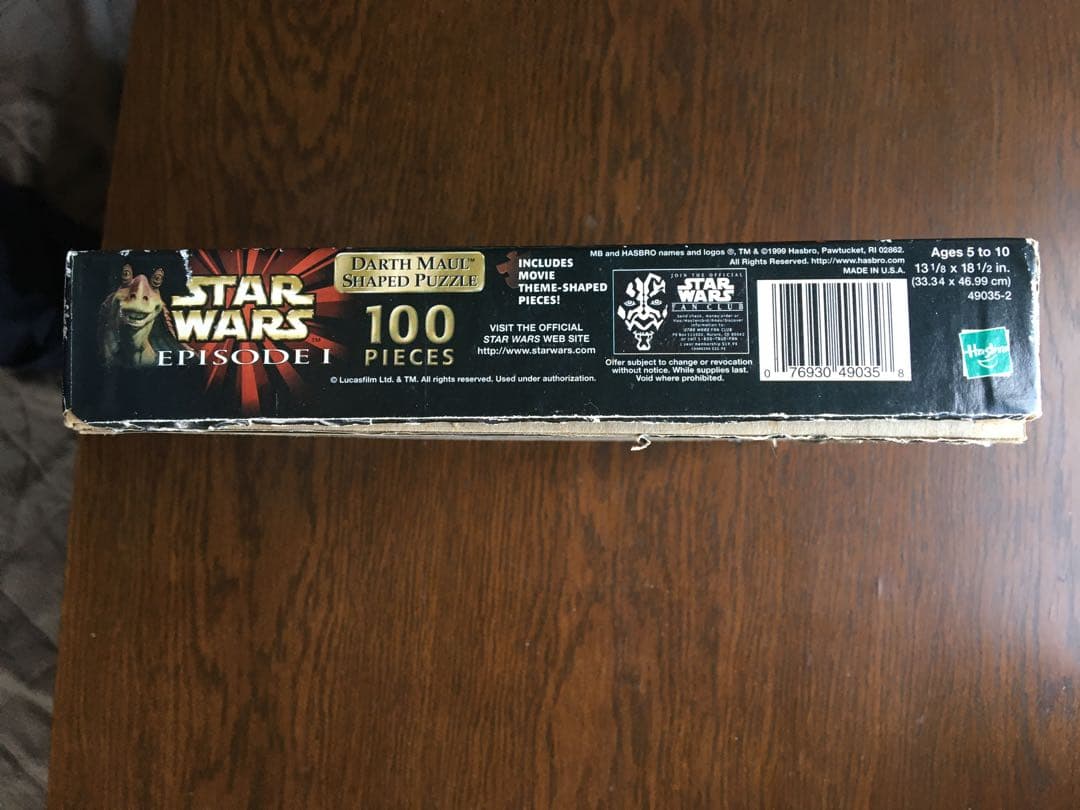 STAR
WARS
EPISODE I
DARTH MAUL™
SHAPED PUZZLE
100
PIECES
© Lucasfilm Ltd. & TM. All rights reserved. Used under authorization.
INCLUDES
MOVIE
THEME-SHAPED
PIECES!
VISIT THE OFFICIAL
STAR WARS WEB SITE
http://www.starwars.com
MB and HASBRO names and logos ®, TM & ©1999 Hasbro, Pawtucket, RI 02862.
All Rights Reserved. http://www.hasbro.com
MADE IN U.S.A.
JOIN THE OFFICIAL
STAR
WARS
FAN CLUB
Offer subject to change or revocation
without notice. While supplies last.
Void where prohibited.
0 76930 49035 8
Ages 5 to 10
13 1/8 x 18 1/2 in.
(33.34 x 46.99 cm)
49035-2
Hasbro